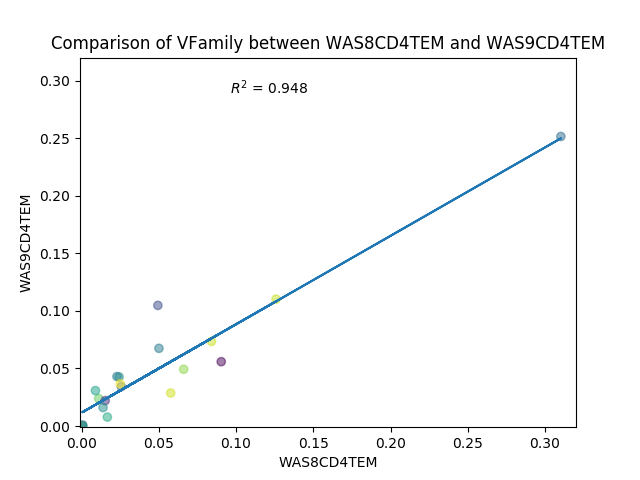 Comparison of VFamily between WAS8CD4TEM and WAS9CD4TEM
R² = 0.948
0.30
0.25
0.20
0.15
0.10
0.05
0.00
WAS9CD4TEM
0.00 0.05 0.10 0.15 0.20 0.25 0.30
WAS8CD4TEM